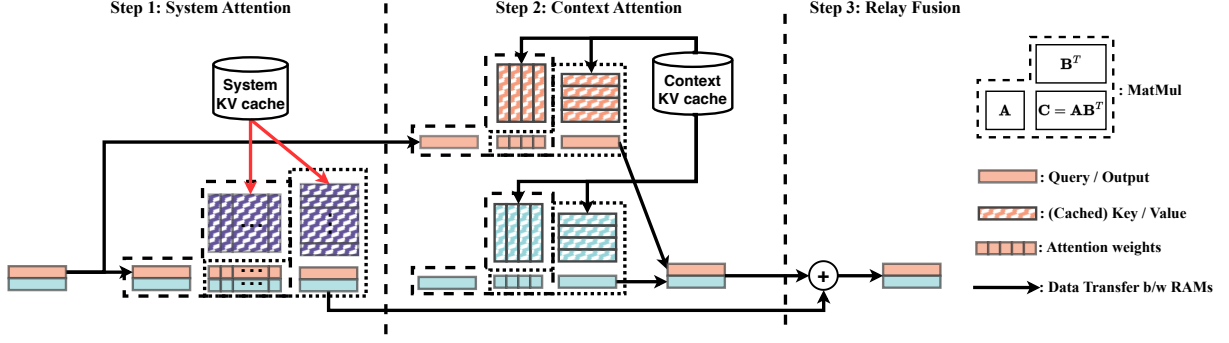 Step 1: System Attention
Step 2: Context Attention
Step 3: Relay Fusion
System
KV cache
Context
KV cache
B^T
A
C = AB^T
: MatMul
: Query / Output
: (Cached) Key / Value
: Attention weights
: Data Transfer b/w RAMs
...
...
...
...
+